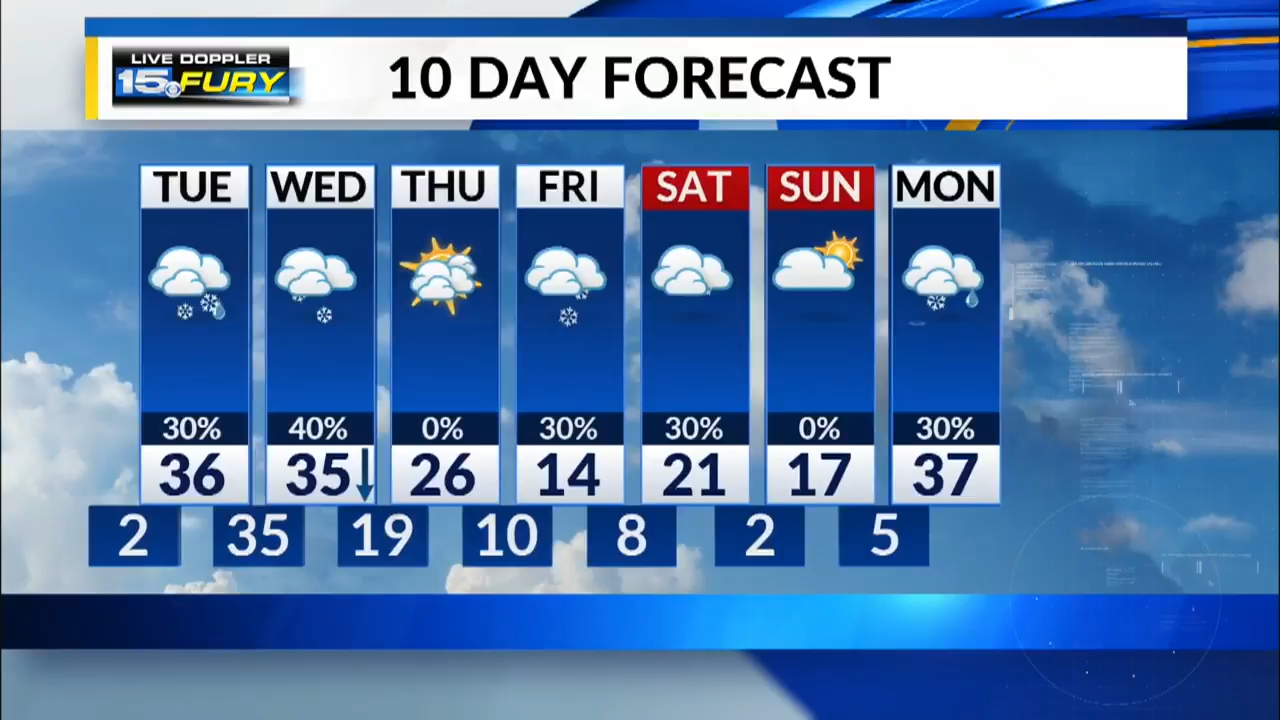 LIVE DOPPLER
15 FURY
10 DAY FORECAST
TUE WED THU FRI SAT SUN MON
30% 40% 0% 30% 30% 0% 30%
36 35 26 14 21 17 37
2 35 19 10 8 2 5